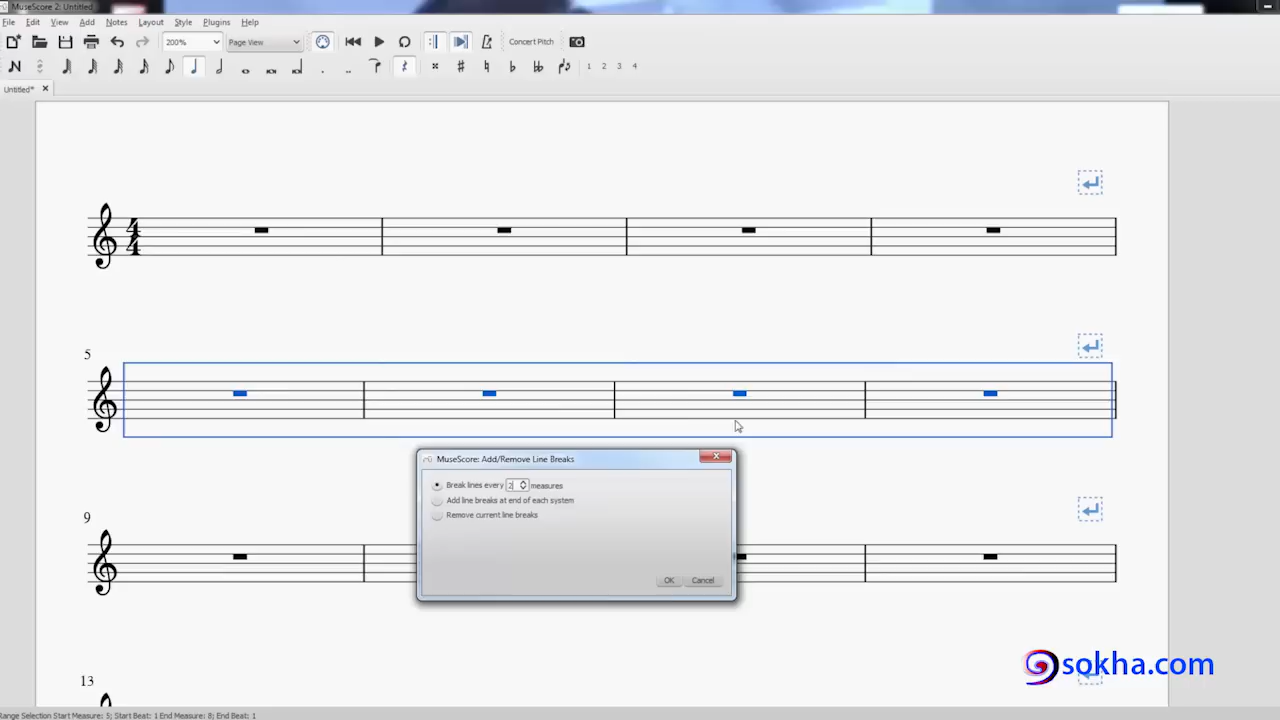 MuseScore 2: Untitled
File Edit View Add Notes Layout Style Plugins Help
200% Page View Concert Pitch
1 2 3 4
Untitled*
4
4
5
MuseScore: Add/Remove Line Breaks
Break lines every 2 measures
Add line breaks at end of each system
Remove current line breaks
OK Cancel
9
13
sokha.com
Range Selection Start Measure: 5; Start Beat: 1 End Measure: 8; End Beat: 1